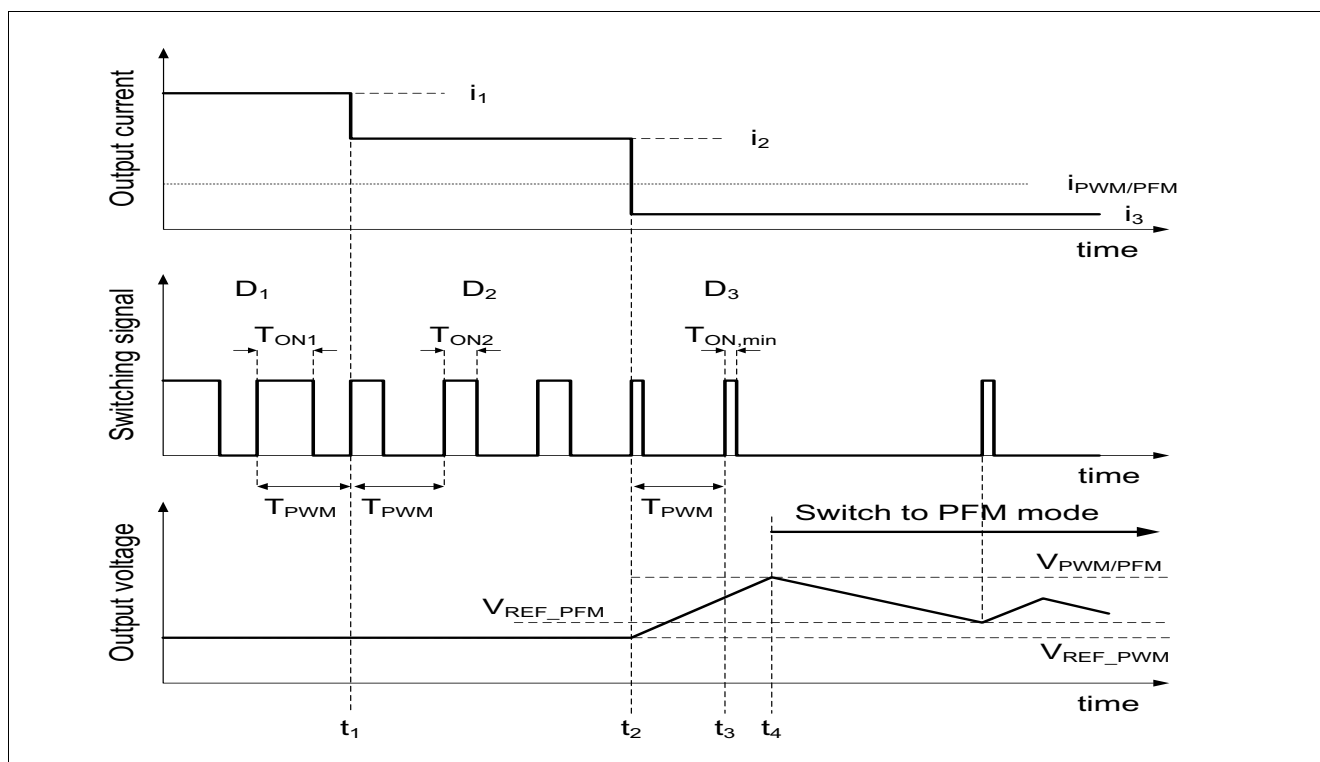 Output current
i1
i2
iPWM/PFM
i3
time
Switching signal
D1
D2
D3
TON1
TON2
TON,min
time
TPWM
TPWM
TPWM
Output voltage
Switch to PFM mode
VPWM/PFM
VREF_PFM
VREF_PWM
time
t1
t2
t3
t4